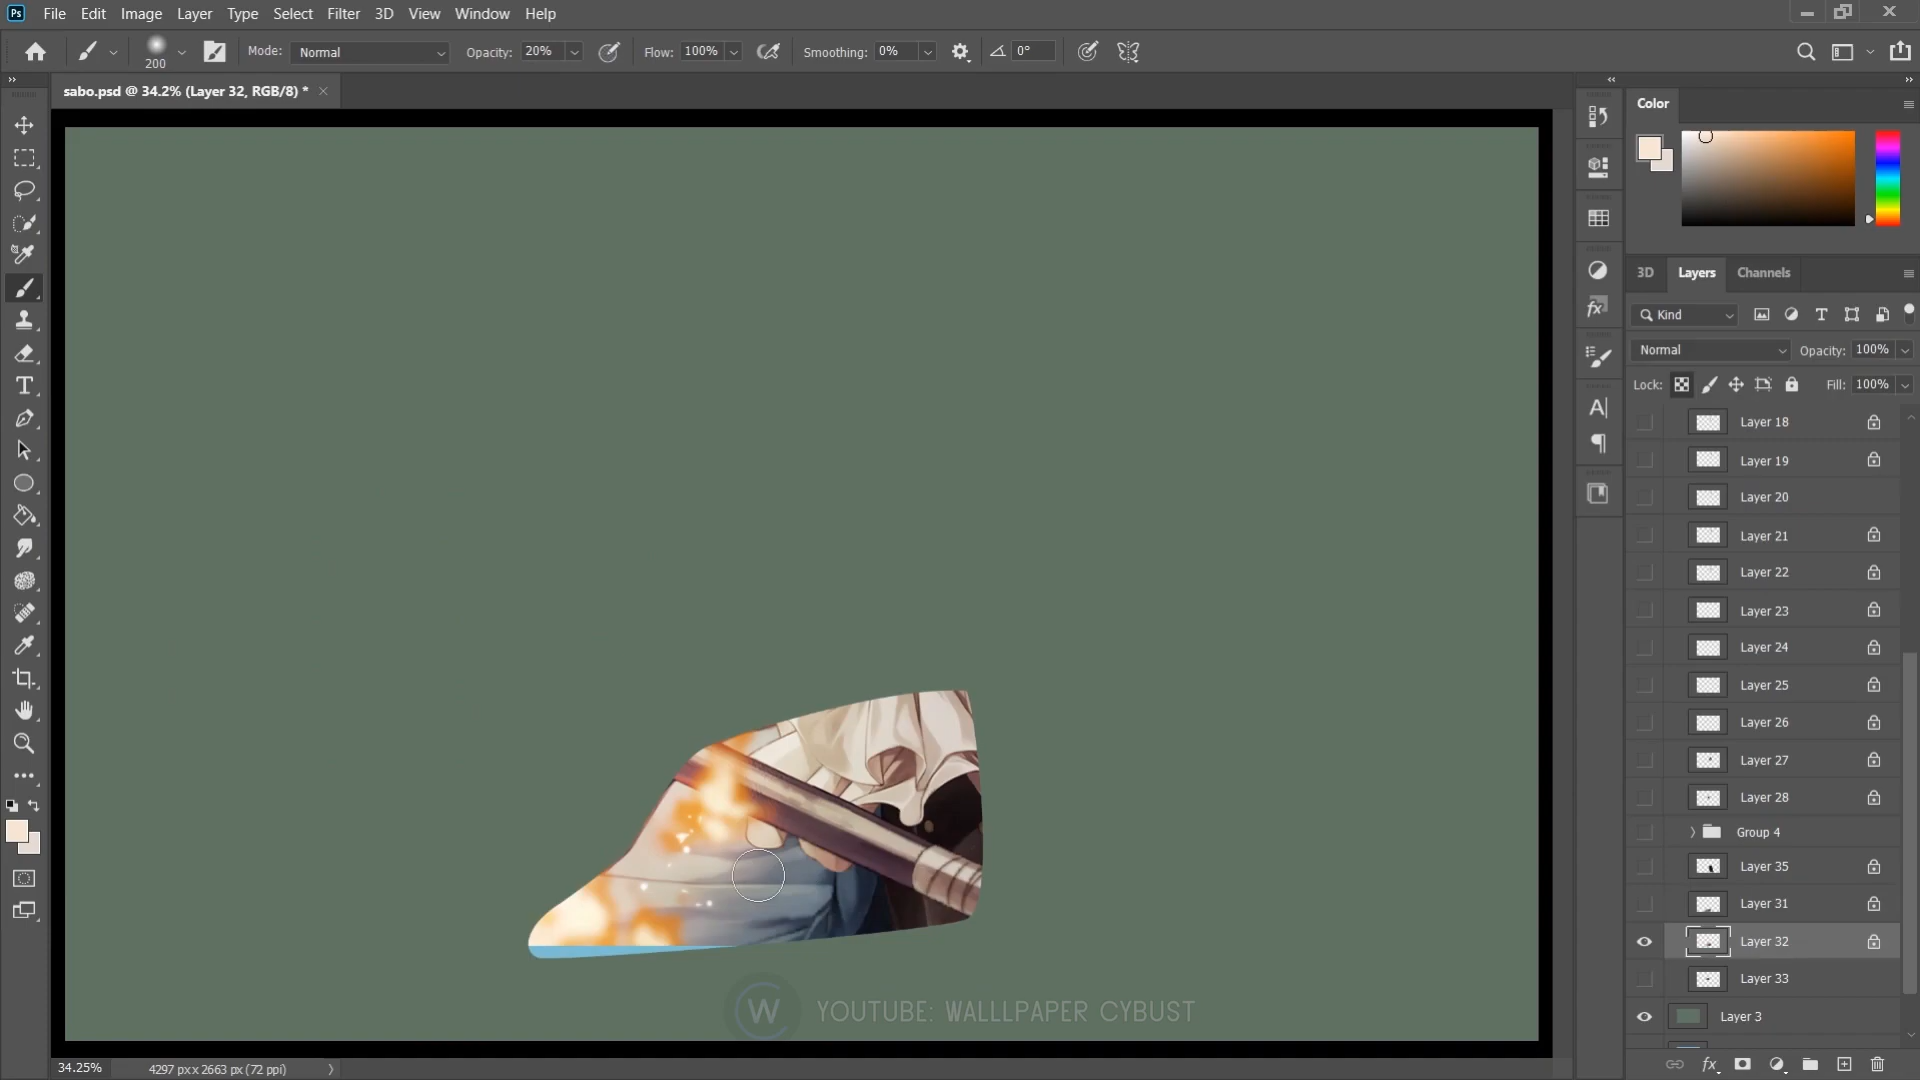 Ps File Edit Image Layer Type Select Filter 3D View Window Help
200 Mode: Normal Opacity: 20% Flow: 100% Smoothing: 0% 0°
sabo.psd @ 34.2% (Layer 32, RGB/8) *
Color
3D Layers Channels
Kind
Normal Opacity: 100%
Lock: Fill: 100%
Layer 18
Layer 19
Layer 20
Layer 21
Layer 22
Layer 23
Layer 24
Layer 25
Layer 26
Layer 27
Layer 28
Group 4
Layer 35
Layer 31
Layer 32
Layer 33
Layer 3
W YOUTUBE: WALLLPAPER CYBUST
34.25% 4297 px x 2663 px (72 ppi)